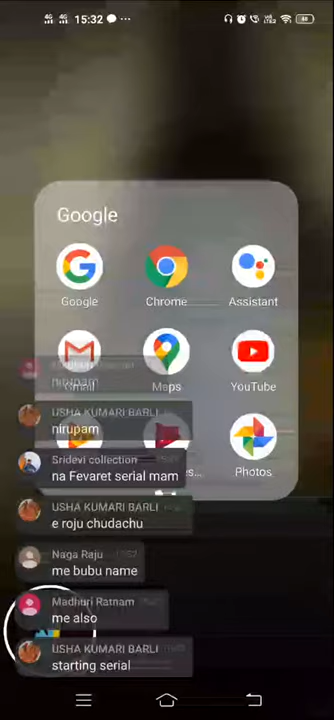 15:32
Google
Google
Chrome
Assistant
Gmail
Maps
YouTube
Photos
nirupam
USHA KUMARI BARLI
nirupam
Sridevi collection
na Fevaret serial mam
USHA KUMARI BARLI
e roju chudachu
Naga Raju
me bubu name
Madhuri Ratnam
me also
USHA KUMARI BARLI
starting serial